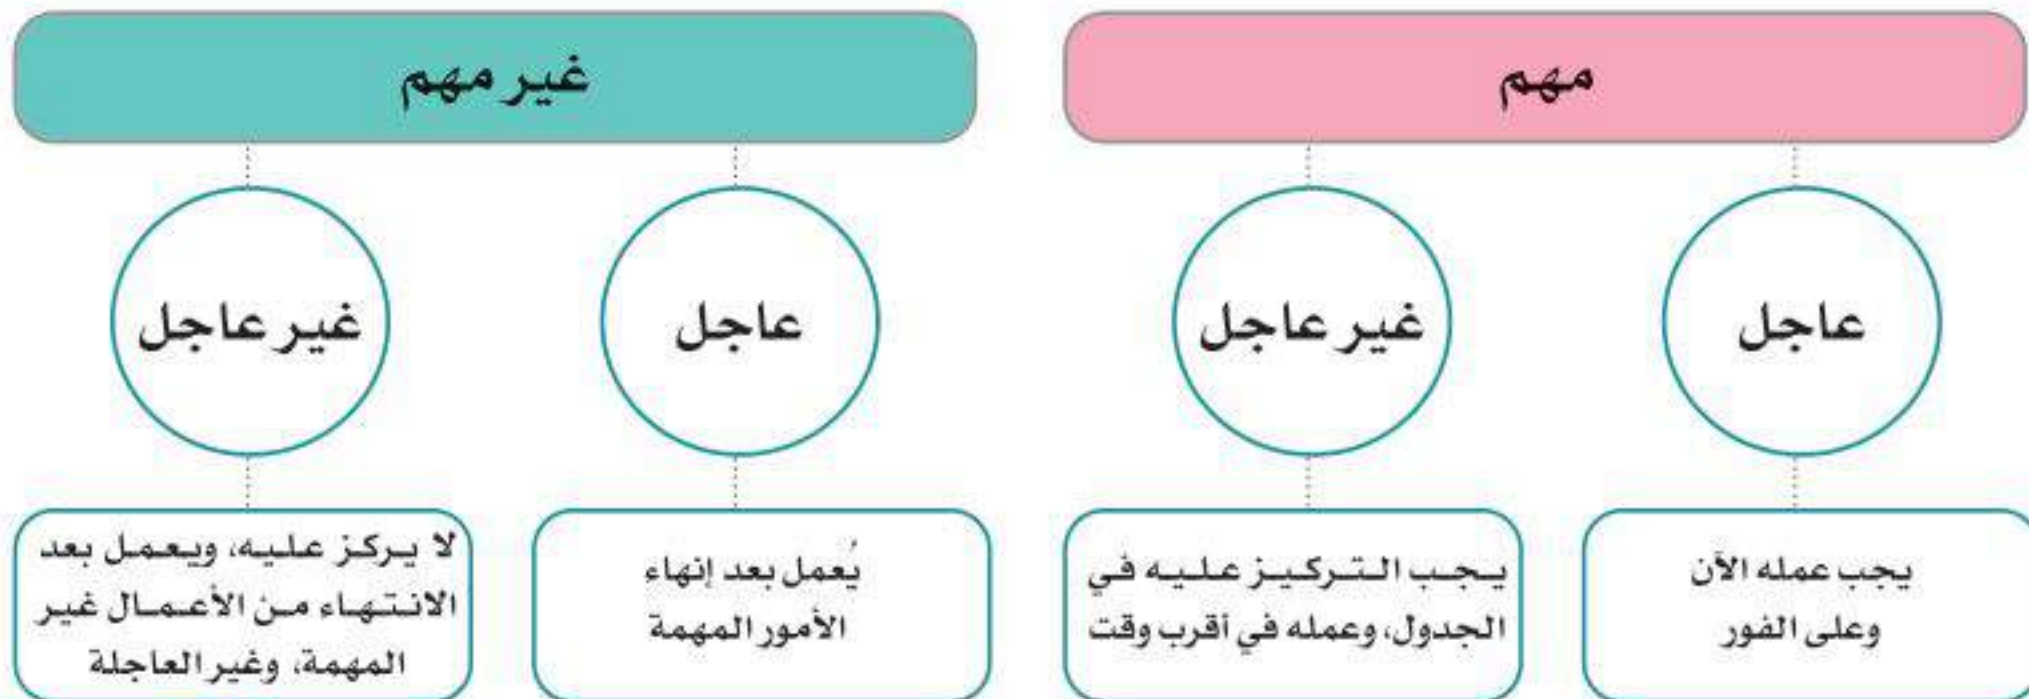 مهم
غير مهم
عاجل
غير عاجل
عاجل
غير عاجل
يجب عمله الآن
وعلى الفور
يجب التركيز عليه في
الجدول، وعمله في أقرب وقت
يُعمل بعد إنهاء
الأمور المهمة
لا يركز عليه، ويعمل بعد
الانتهاء من الأعمال غير
المهمة، وغير العاجلة